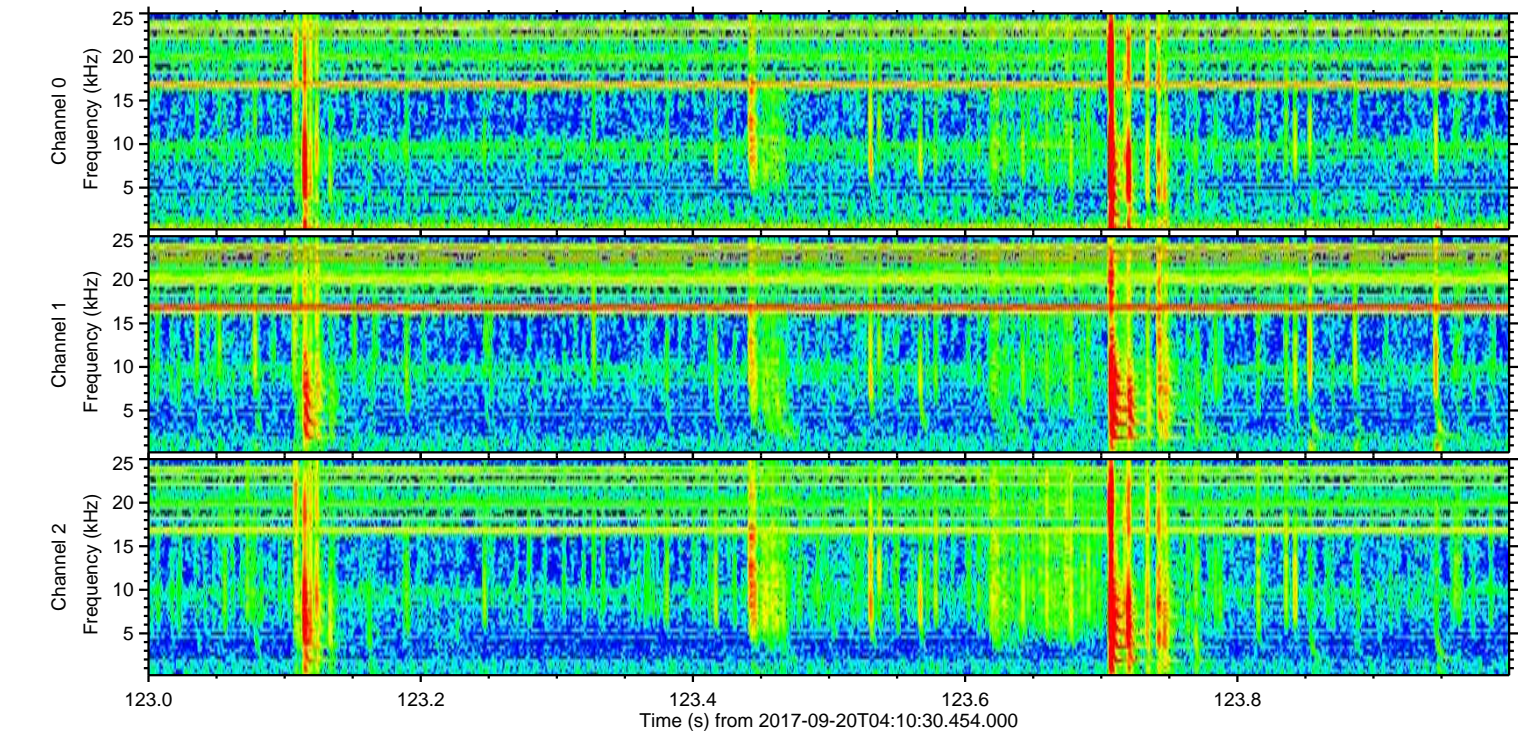 25
20
15
10
5
Channel 0
Frequency (kHz)
25
20
15
10
5
Channel 1
Frequency (kHz)
25
20
15
10
5
Channel 2
Frequency (kHz)
123.0 123.2 123.4 123.6 123.8
Time (s) from 2017-09-20T04:10:30.454.000